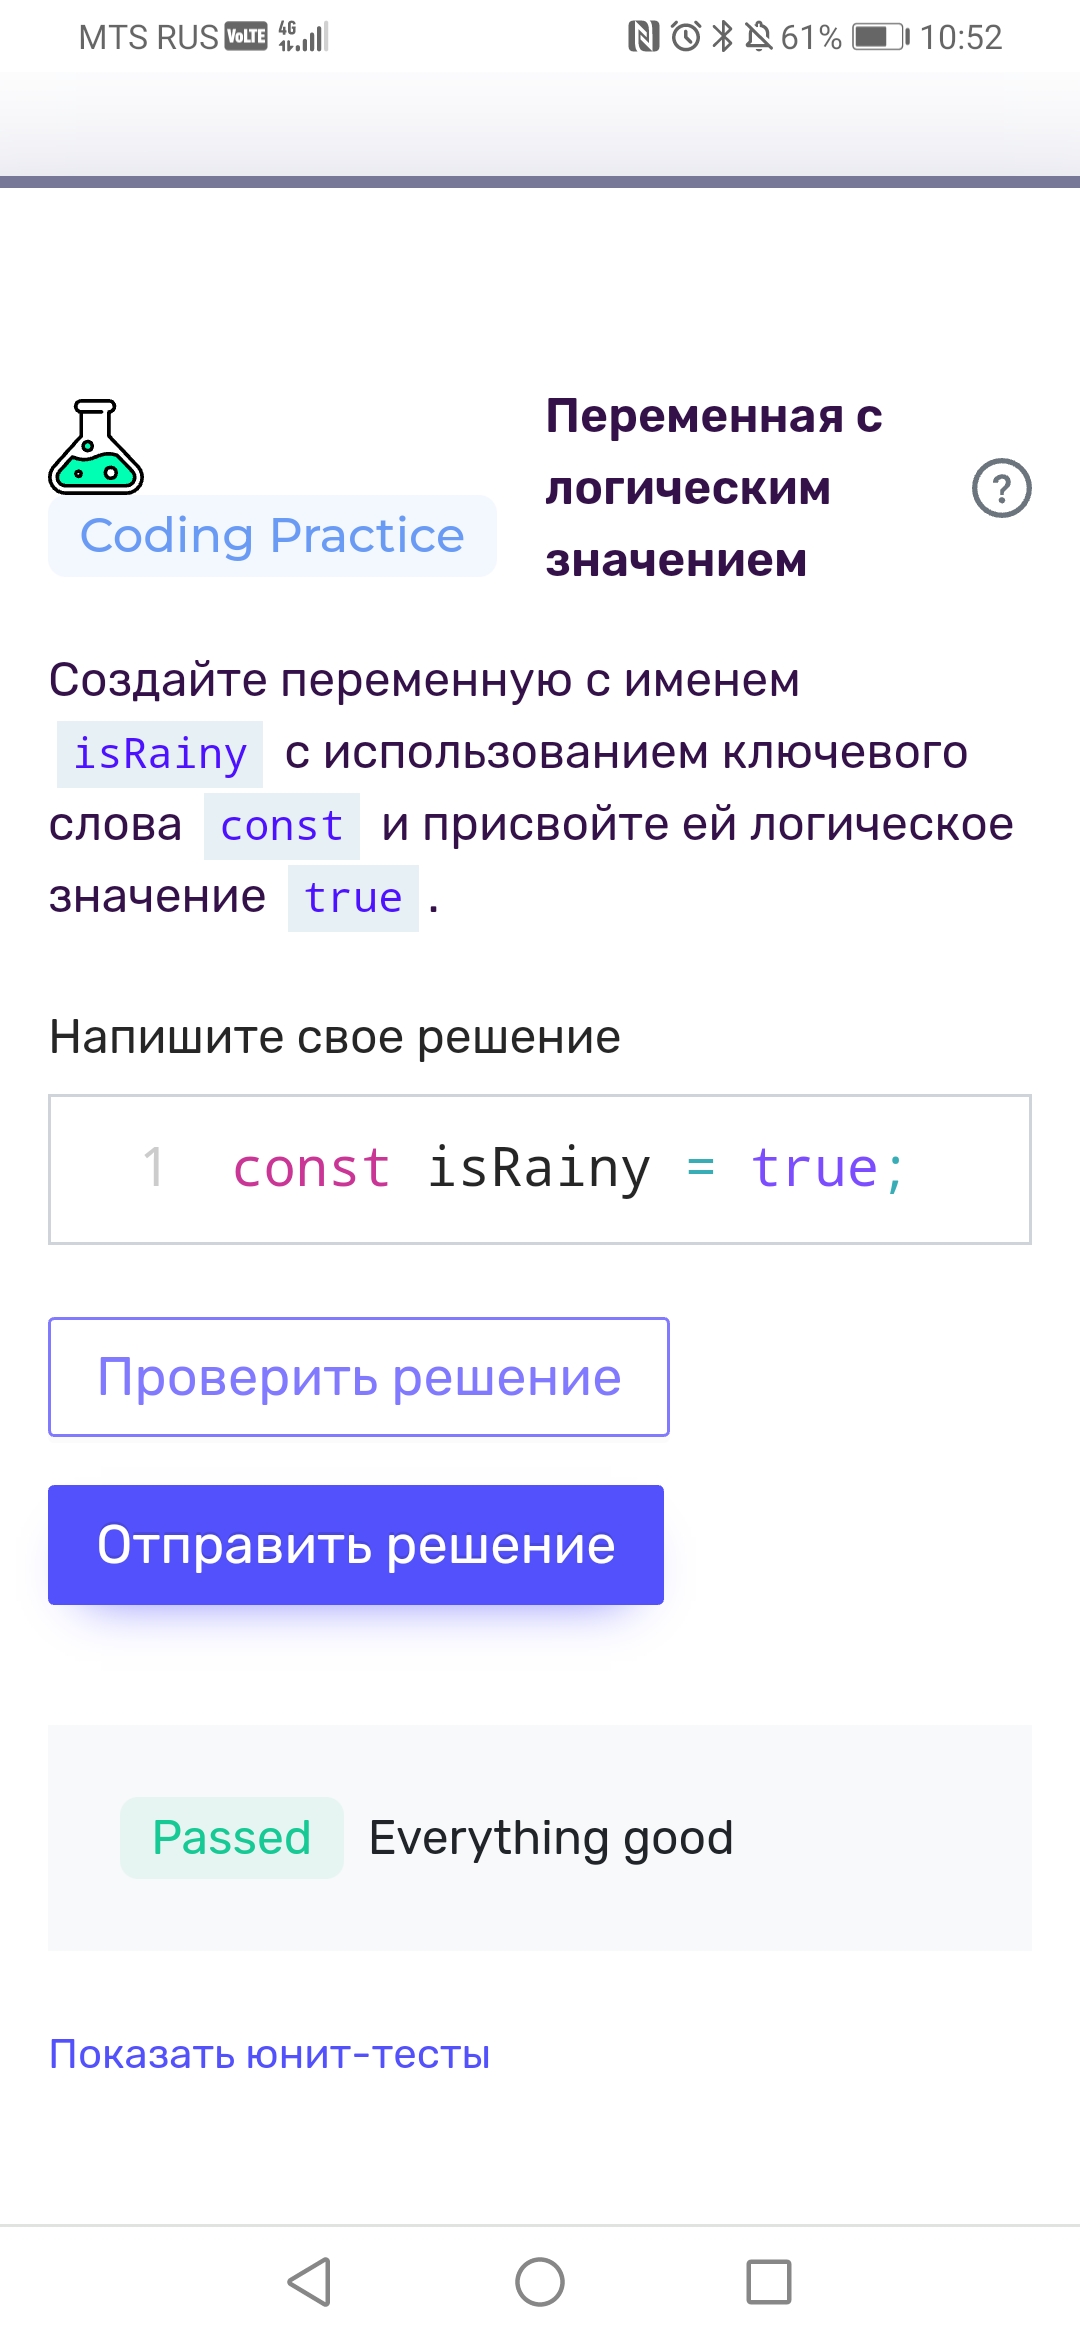 MTS RUS VoLTE 4G 61% 10:52
Coding Practice
Переменная с
логическим
значением
?
Создайте переменную с именем
isRainy с использованием ключевого
слова const и присвойте ей логическое
значение true .
Напишите свое решение
1 const isRainy = true;
Проверить решение
Отправить решение
Passed Everything good
Показать юнит-тесты